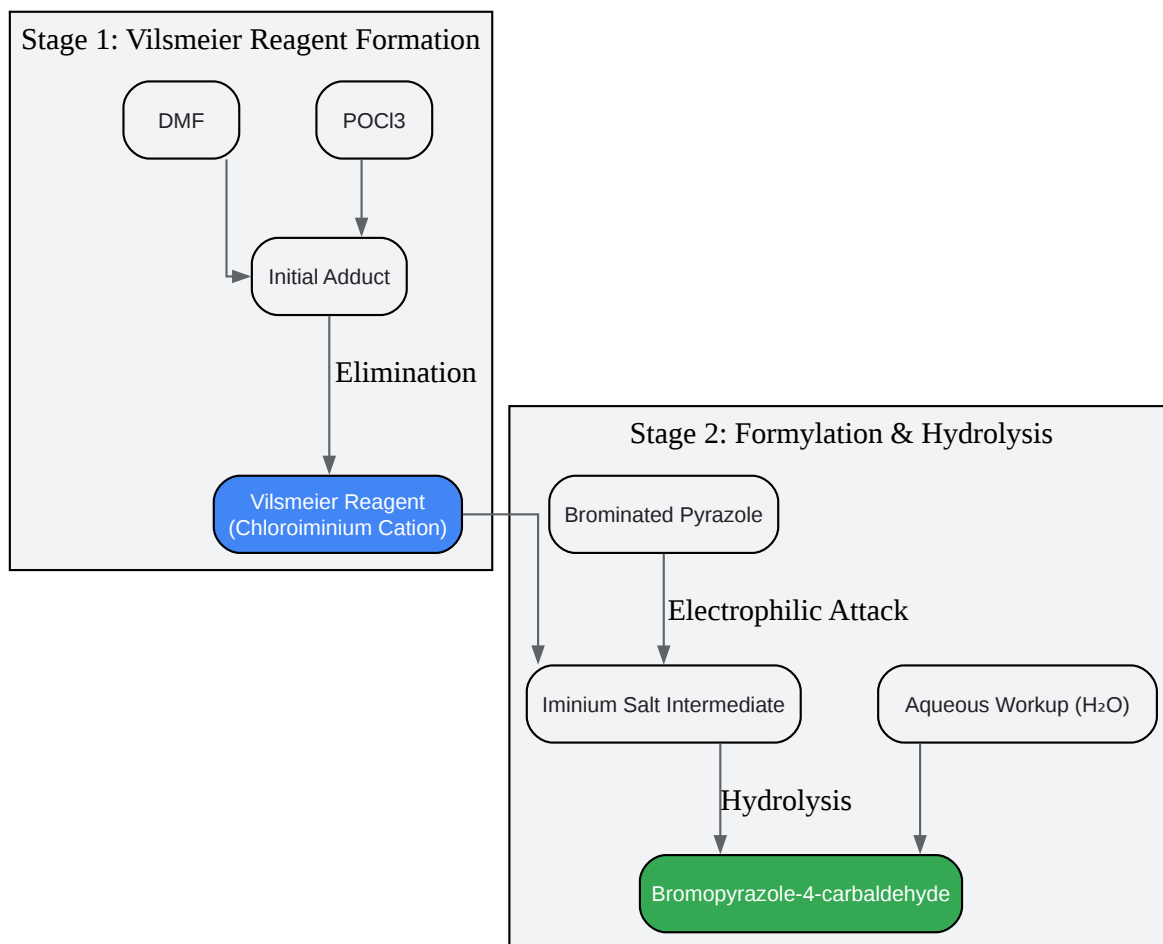 Stage 1: Vilsmeier Reagent Formation
DMF
POCl3
Initial Adduct
Elimination
Vilsmeier Reagent
(Chloroiminium Cation)
Stage 2: Formylation & Hydrolysis
Brominated Pyrazole
Electrophilic Attack
Iminium Salt Intermediate
Aqueous Workup (H₂O)
Hydrolysis
Bromopyrazole-4-carbaldehyde